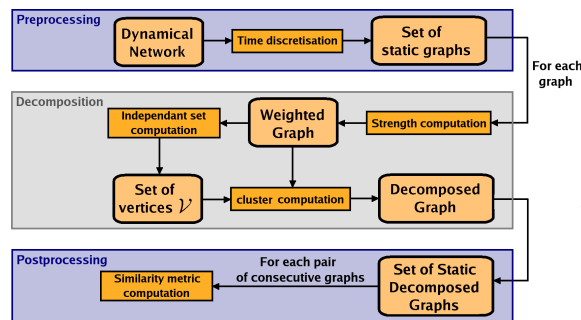 Preprocessing
Dynamical
Network
Time discretisation
Set of
static graphs
For each
graph
Decomposition
Independant set
computation
Weighted
Graph
Strength computation
Set of
vertices 𝒱
cluster computation
Decomposed
Graph
Postprocessing
Similarity metric
computation
For each pair
of consecutive graphs
Set of Static
Decomposed
Graphs